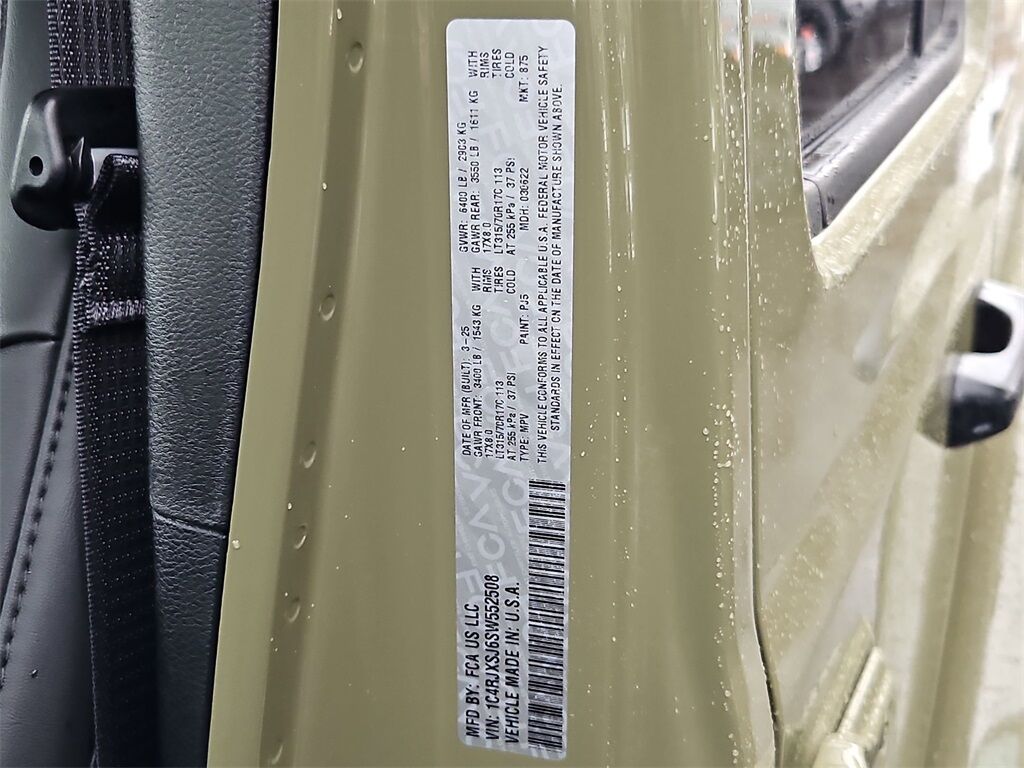 MFD BY: FCA US LLC
VIN: 1C4RJXSJ6SW552508
VEHICLE MADE IN: U.S.A.
DATE OF MFR (BUILT): 3-25 GVWR: 6400 LB / 2903 KG
GAWR FRONT: 3400 LB / 1543 KG WITH GAWR REAR: 3550 LB / 1611 KG WITH
17X8.0 RIMS 17X8.0 RIMS
LT315/70R17C 113 TIRES LT315/70R17C 113 TIRES
AT 255 kPa / 37 PSI COLD AT 255 kPa / 37 PSI COLD
TYPE: MPV PAINT: PJ5 MDH: 030622 MKT: 875
THIS VEHICLE CONFORMS TO ALL APPLICABLE U.S.A. FEDERAL MOTOR VEHICLE SAFETY
STANDARDS IN EFFECT ON THE DATE OF MANUFACTURE SHOWN ABOVE.